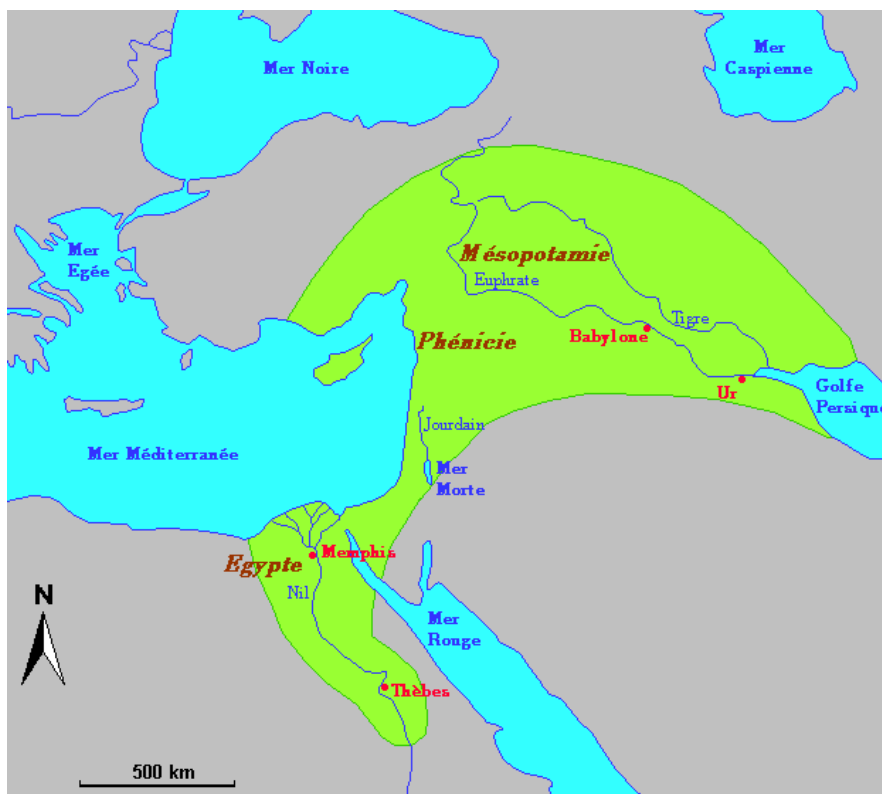 Mer Noire
Mer
Caspienne
Mer
Egée
Mésopotamie
Euphrate
Tigre
Babylone
Phénicie
Ur
Golfe
Persique
Jourdain
Mer Méditerranée
Mer
Morte
Memphis
Egypte
Nil
N
Mer
Rouge
Thèbes
500 km